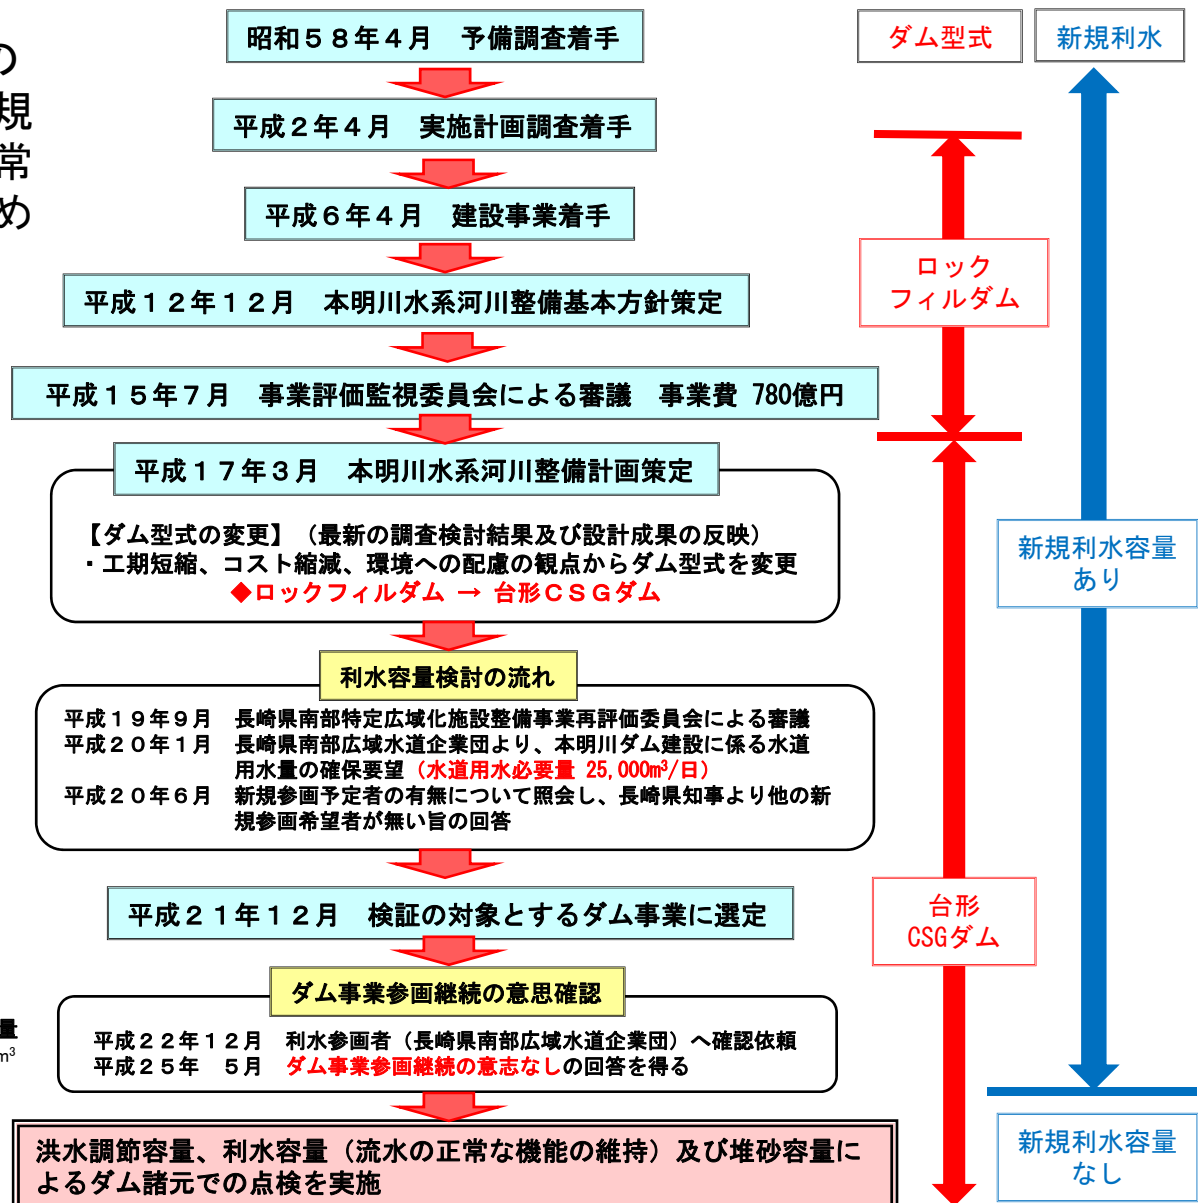 の
規
常
め
昭和５８年４月　予備調査着手
平成２年４月　実施計画調査着手
平成６年４月　建設事業着手
平成１２年１２月　本明川水系河川整備基本方針策定
平成１５年７月　事業評価監視委員会による審議　事業費 780億円
平成１７年３月　本明川水系河川整備計画策定
【ダム型式の変更】（最新の調査検討結果及び設計成果の反映）
・工期短縮、コスト縮減、環境への配慮の観点からダム型式を変更
◆ロックフィルダム → 台形ＣＳＧダム
利水容量検討の流れ
平成１９年９月　長崎県南部特定広域化施設整備事業再評価委員会による審議
平成２０年１月　長崎県南部広域水道企業団より、本明川ダム建設に係る水道
用水量の確保要望（水道用水必要量 25,000m³/日）
平成２０年６月　新規参画予定者の有無について照会し、長崎県知事より他の新
規参画希望者が無い旨の回答
平成２１年１２月　検証の対象とするダム事業に選定
ダム事業参画継続の意思確認
平成２２年１２月　利水参画者（長崎県南部広域水道企業団）へ確認依頼
平成２５年　５月　ダム事業参画継続の意志なしの回答を得る
量
m³
洪水調節容量、利水容量（流水の正常な機能の維持）及び堆砂容量に
よるダム諸元での点検を実施
ダム型式
ロック
フィルダム
台形
CSGダム
新規利水
新規利水容量
あり
新規利水容量
なし